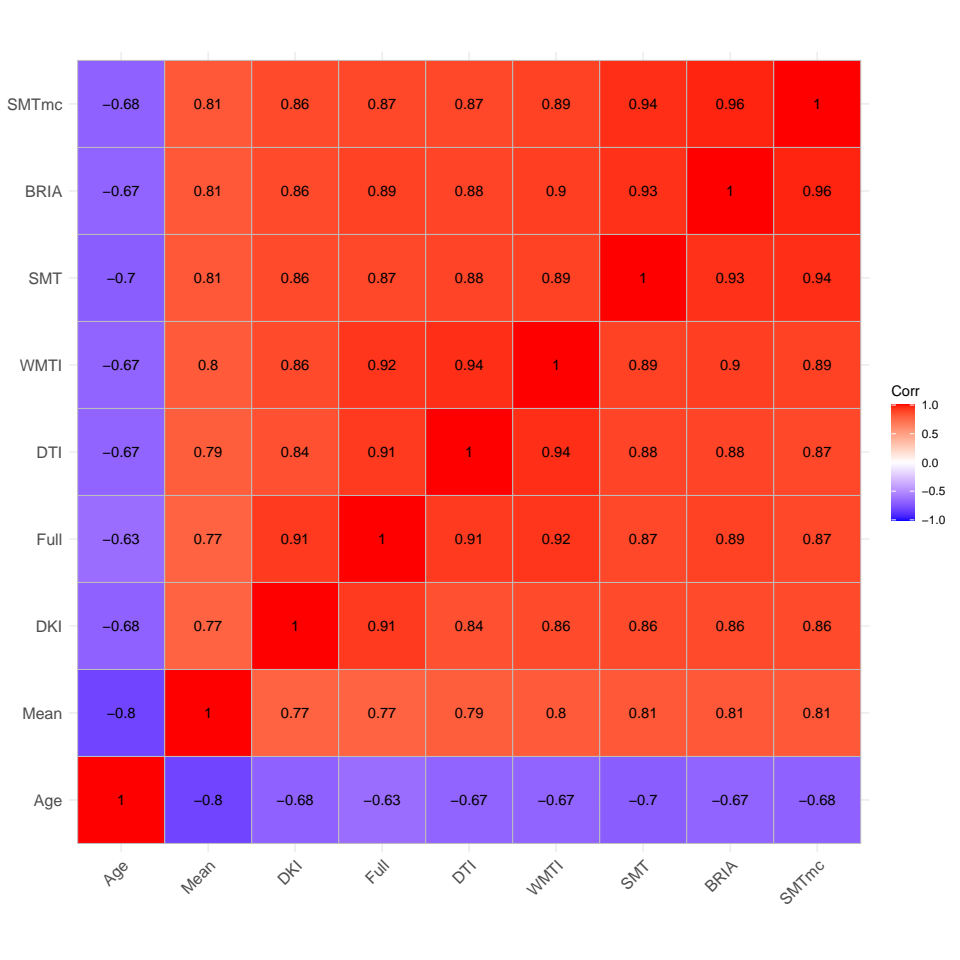 SMTmc −0.68 0.81 0.86 0.87 0.87 0.89 0.94 0.96 1
BRIA −0.67 0.81 0.86 0.89 0.88 0.9 0.93 1 0.96
SMT −0.7 0.81 0.86 0.87 0.88 0.89 1 0.93 0.94
WMTI −0.67 0.8 0.86 0.92 0.94 1 0.89 0.9 0.89
DTI −0.67 0.79 0.84 0.91 1 0.94 0.88 0.88 0.87
Full −0.63 0.77 0.91 1 0.91 0.92 0.87 0.89 0.87
DKI −0.68 0.77 1 0.91 0.84 0.86 0.86 0.86 0.86
Mean −0.8 1 0.77 0.77 0.79 0.8 0.81 0.81 0.81
Age 1 −0.8 −0.68 −0.63 −0.67 −0.67 −0.7 −0.67 −0.68
Age Mean DKI Full DTI WMTI SMT BRIA SMTmc
Corr
1.0
0.5
0.0
−0.5
−1.0